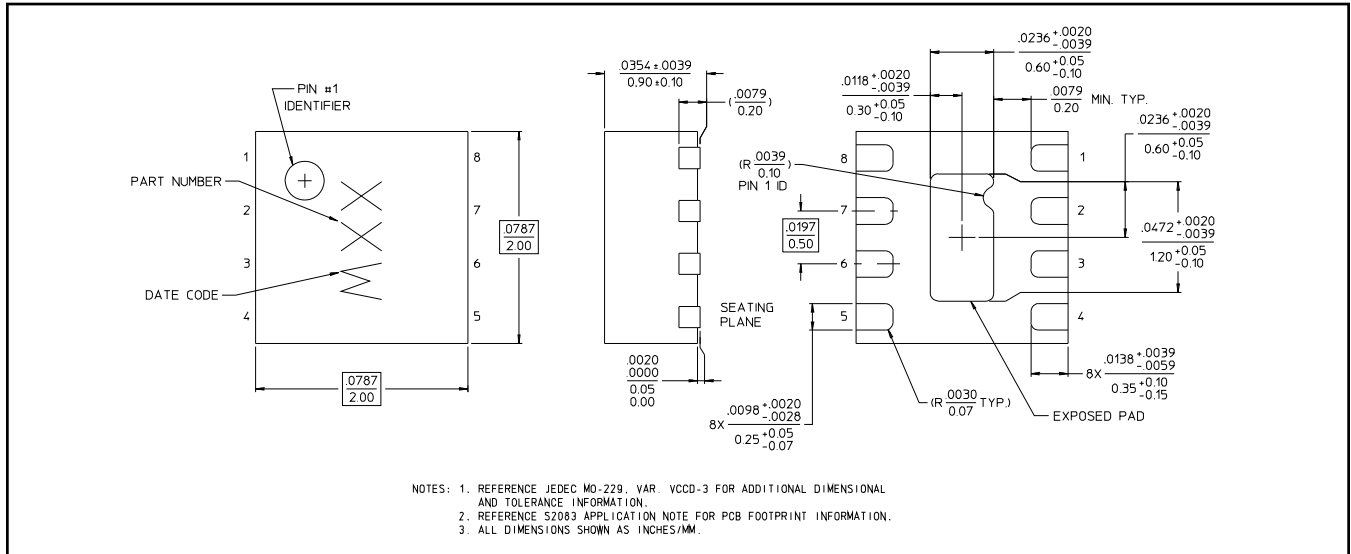 PIN #1
IDENTIFIER
PART NUMBER
DATE CODE
1
2
3
4
8
7
6
5
.0787
2.00
.0787
2.00
.0354 ±.0039
0.90 ±0.10
( .0079
0.20 )
SEATING
PLANE
.0020
.0000
0.05
0.00
.0236 +.0020
-.0039
0.60 +0.05
-0.10
.0118 +.0020
-.0039
0.30 +0.05
-0.10
.0079
0.20 MIN. TYP.
.0236 +.0020
-.0039
0.60 +0.05
-0.10
(R .0039
0.10 )
PIN 1 ID
.0197
0.50
8
7
6
5
1
2
3
4
.0472 +.0020
-.0039
1.20 +0.05
-0.10
8X .0138 +.0039
-.0059
0.35 +0.10
-0.15
8X .0098 +.0020
-.0028
0.25 +0.05
-0.07
(R .0030
0.07 TYP.)
EXPOSED PAD
XX
NOTES: 1. REFERENCE JEDEC MO-229, VAR. VCCD-3 FOR ADDITIONAL DIMENSIONAL
AND TOLERANCE INFORMATION.
2. REFERENCE S2083 APPLICATION NOTE FOR PCB FOOTPRINT INFORMATION.
3. ALL DIMENSIONS SHOWN AS INCHES/MM.